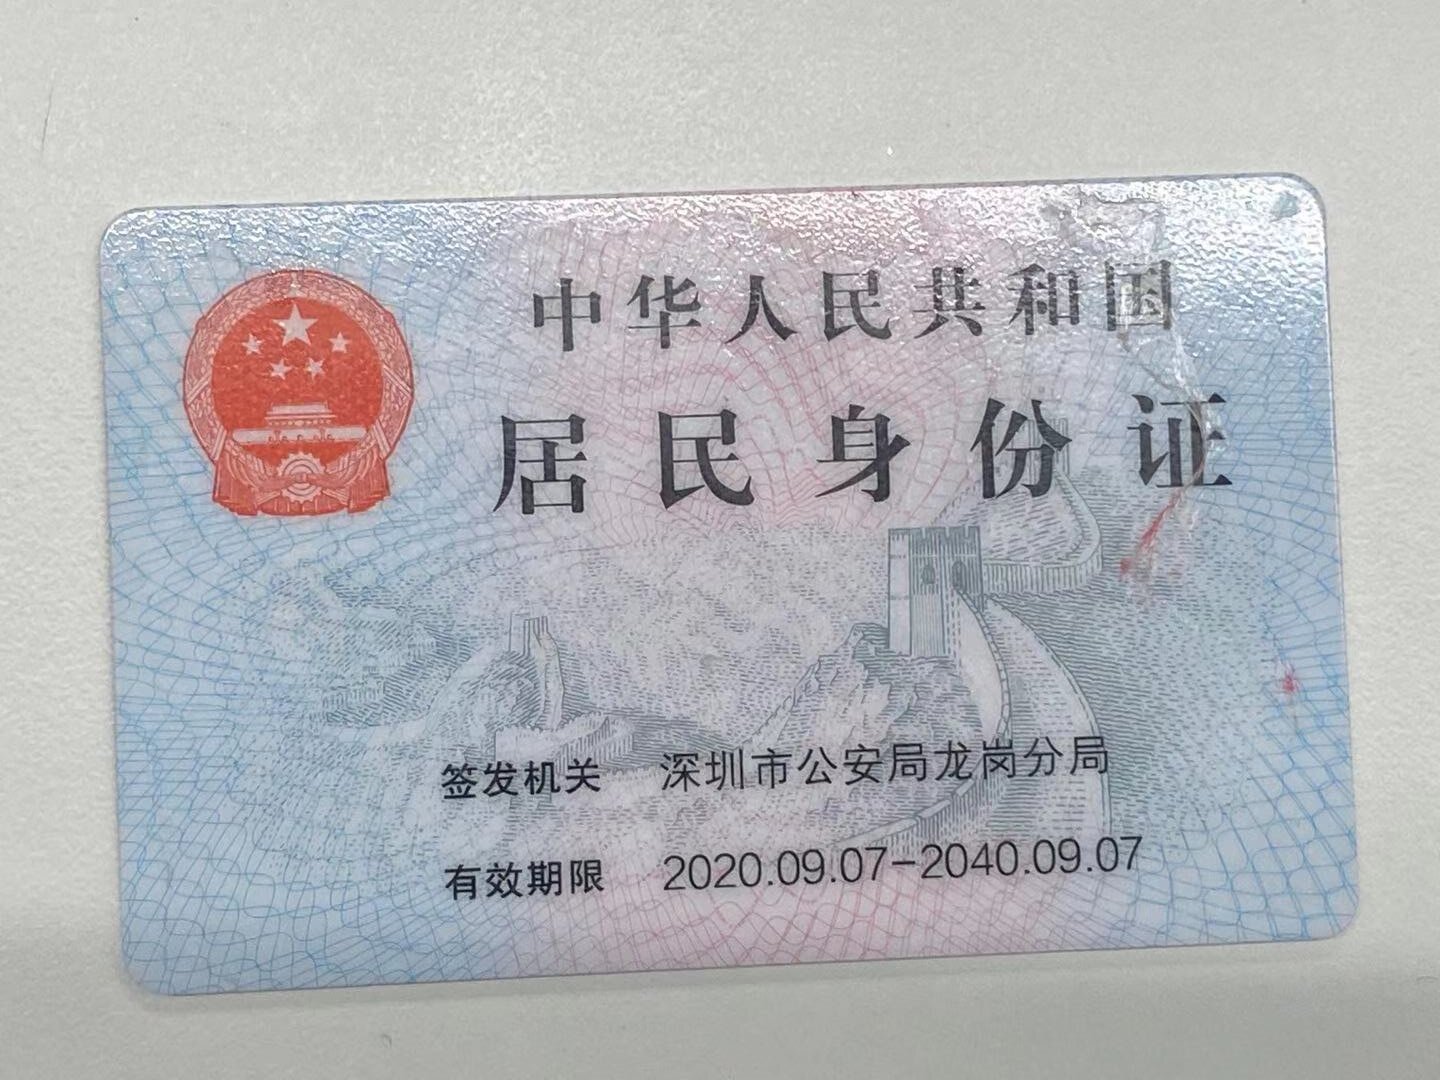 中华人民共和国
居民身份证
签发机关 深圳市公安局龙岗分局
有效期限 2020.09.07-2040.09.07